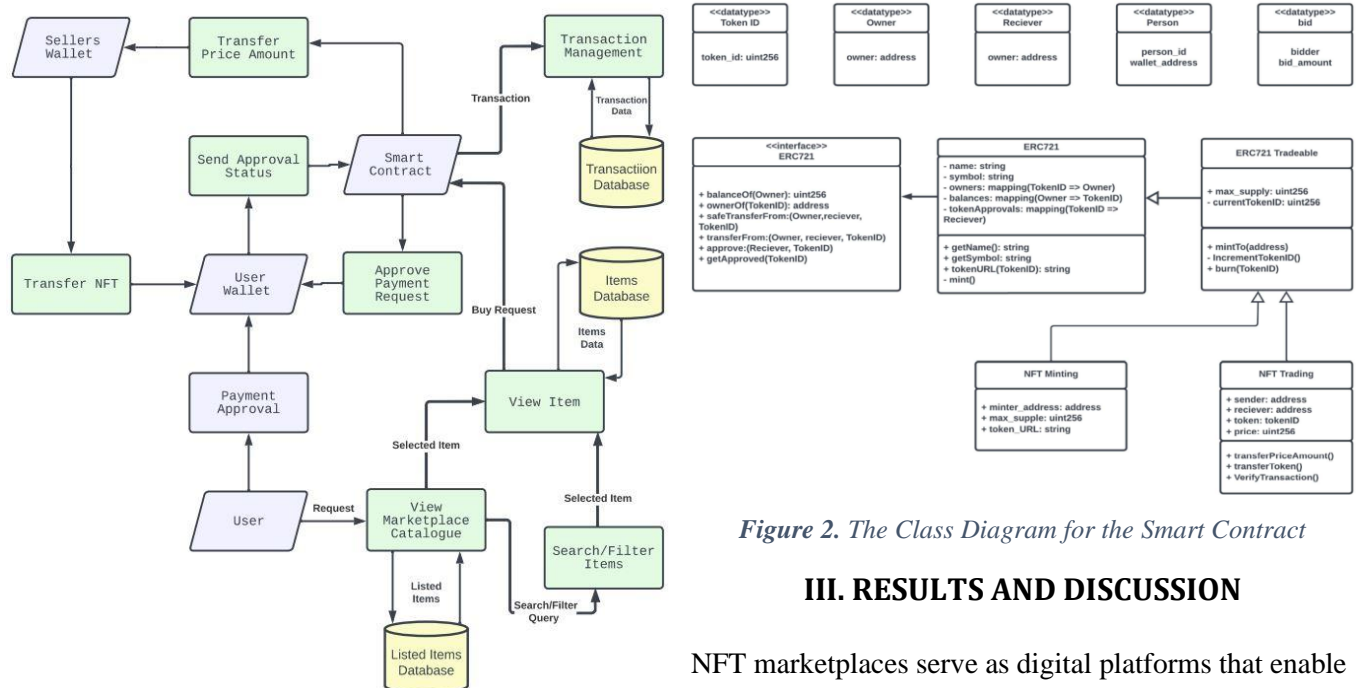 Sellers
Wallet
Transfer
Price Amount
Transaction
Management
Transaction
Transaction
Data
Send Approval
Status
Smart
Contract
Transactiion
Database
Transfer NFT
User
Wallet
Approve
Payment
Request
Items
Database
Buy Request
Items
Data
Payment
Approval
View Item
Selected Item
User
Request
View
Marketplace
Catalogue
Selected Item
Search/Filter
Items
Listed
Items
Search/Filter
Query
Listed Items
Database
<<datatype>>
Token ID
token_id: uint256
<<datatype>>
Owner
owner: address
<<datatype>>
Reciever
owner: address
<<datatype>>
Person
person_id
wallet_address
<<datatype>>
bid
bidder
bid_amount
<<interface>>
ERC721
+ balanceOf(Owner): uint256
+ ownerOf(TokenID): address
+ safeTransferFrom:(Owner,reciever,
TokenID)
+ transferFrom:(Owner, reciever, TokenID)
+ approve:(Reciever, TokenID)
+ getApproved(TokenID)
ERC721
- name: string
- symbol: string
- owners: mapping(TokenID => Owner)
- balances: mapping(Owner => TokenID)
- tokenApprovals: mapping(TokenID =>
Reciever)
+ getName(): string
+ getSymbol: string
+ tokenURL(TokenID): string
- mint()
ERC721 Tradeable
+ max_supply: uint256
- currentTokenID: uint256
+ mintTo(address)
- IncrementTokenID()
+ burn(TokenID)
NFT Minting
+ minter_address: address
+ max_supple: uint256
+ token_URL: string
NFT Trading
+ sender: address
+ reciever: address
+ token: tokenID
+ price: uint256
+ transferPriceAmount()
+ transferToken()
+ VerifyTransaction()
Figure 2. The Class Diagram for the Smart Contract
III. RESULTS AND DISCUSSION
NFT marketplaces serve as digital platforms that enable